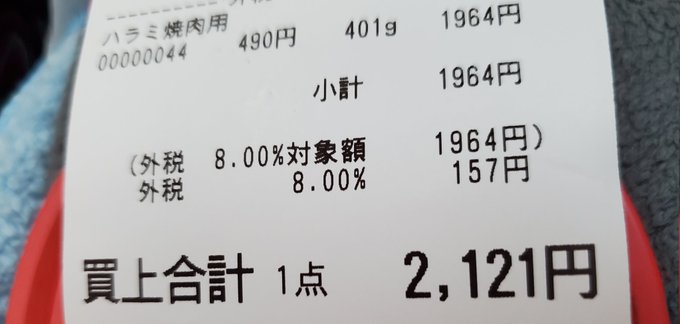 ハラミ焼肉用
00000044 490円 401g 1964円
小計 1964円
(外税 8.00%対象額 1964円)
外税 8.00% 157円
買上合計 1点 2,121円